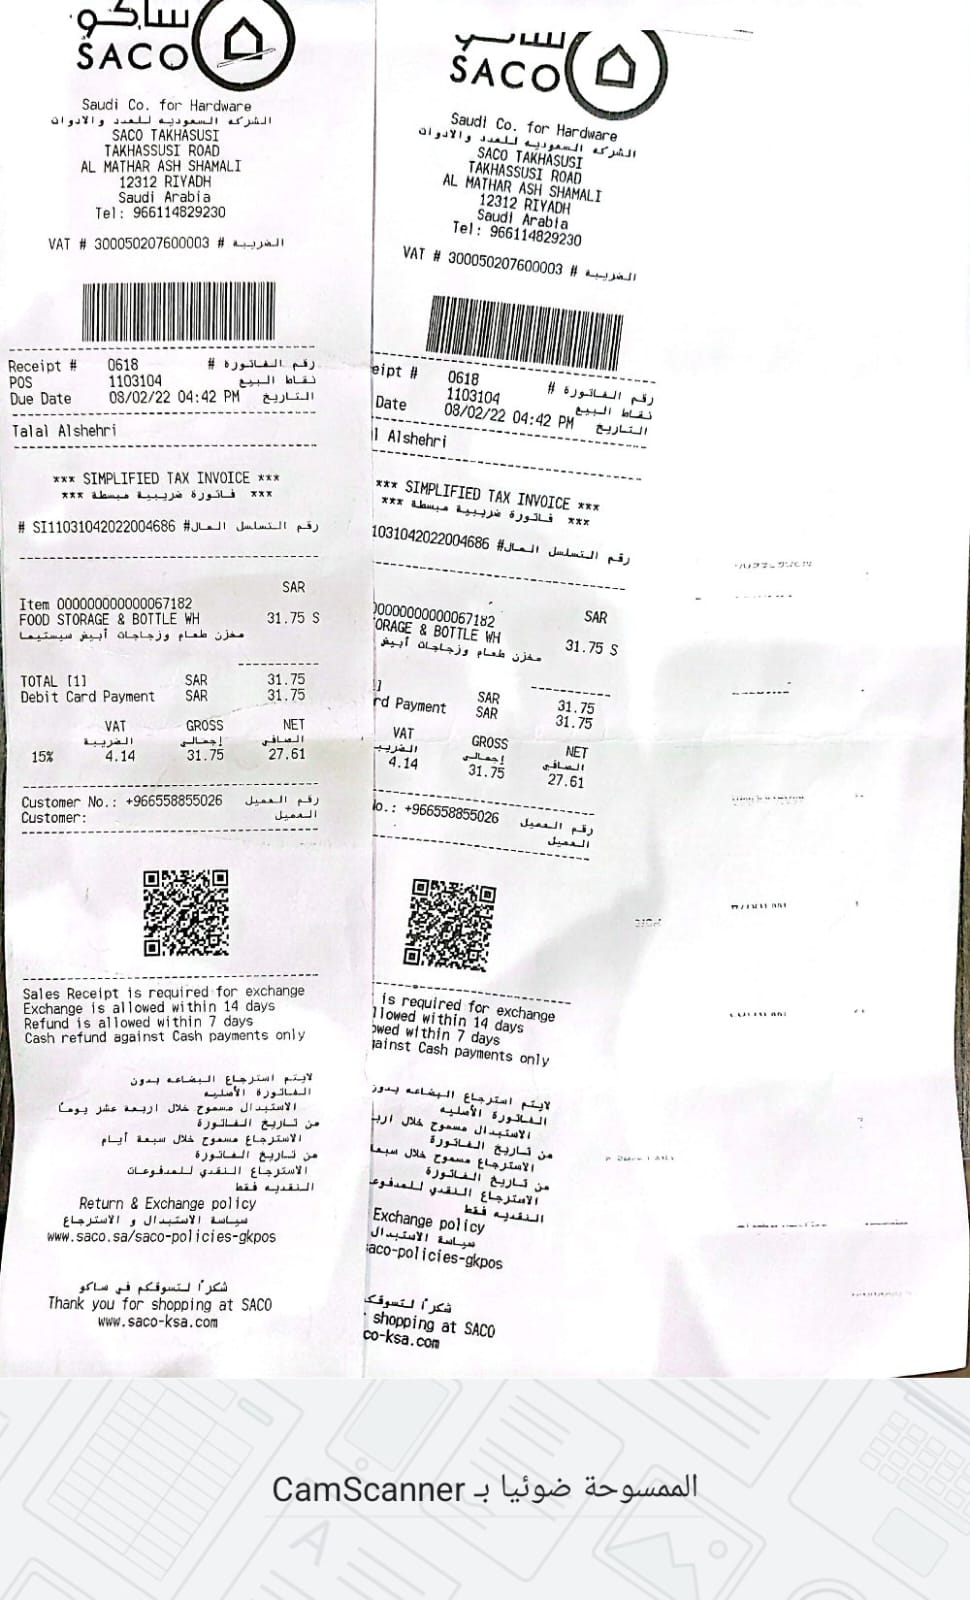 ساكو
SACO
Saudi Co. for Hardware
الشركه السعوديه للعدد والادوات
SACO TAKHASUSI
TAKHASSUSI ROAD
AL MATHAR ASH SHAMALI
12312 RIYADH
Saudi Arabia
Tel: 966114829230
VAT # 300050207600003 # الضريبة
Receipt # 0618 رقم الفاتورة #
POS 1103104 نقاط البيع
Due Date 08/02/22 04:42 PM التاريخ
Talal Alshehri
*** SIMPLIFIED TAX INVOICE ***
*** فاتورة ضريبية مبسطة ***
# SI11031042022004686 #رقم التسلسل المال
SAR
Item 000000000000067182
FOOD STORAGE & BOTTLE WH 31.75 S
مخزن طعام وزجاجات أبيض سيستيما
TOTAL [1] SAR 31.75
Debit Card Payment SAR 31.75
VAT GROSS NET
الضريبة إجمالي الصافي
15% 4.14 31.75 27.61
Customer No.: +966558855026 رقم العميل
Customer: العميل
Sales Receipt is required for exchange
Exchange is allowed within 14 days
Refund is allowed within 7 days
Cash refund against Cash payments only
لايتم استرجاع البضاعه بدون
الفاتورة الأصليه
الاستبدال مسموح خلال اربعة عشر يوماً
من تاريخ الفاتورة
الاسترجاع مسموح خلال سبعة أيام
من تاريخ الفاتورة
الاسترجاع النقدي للمدفوعات
النقديه فقط
Return & Exchange policy
سياسة الاستبدال و الاسترجاع
www.saco.sa/saco-policies-gkpos
شكراً لتسوقكم في ساكو
Thank you for shopping at SACO
www.saco-ksa.com
SACO
Saudi Co. for Hardware
الشركه السعوديه للعدد والادوات
SACO TAKHASUSI
TAKHASSUSI ROAD
AL MATHAR ASH SHAMALI
12312 RIYADH
Saudi Arabia
Tel: 966114829230
VAT # 300050207600003 # الضريبة
eipt # 0618 رقم الفاتورة #
1103104 نقاط البيع
Date 08/02/22 04:42 PM التاريخ
l Alshehri
*** SIMPLIFIED TAX INVOICE ***
*** فاتورة ضريبية مبسطة ***
1031042022004686 #رقم التسلسل المال
SAR
00000000000067182
ORAGE & BOTTLE WH 31.75 S
مخزن طعام وزجاجات أبيض
] SAR 31.75
rd Payment SAR 31.75
VAT GROSS NET
الضريبة إجمالي الصافي
4.14 31.75 27.61
lo.: +966558855026 رقم العميل
العميل
is required for exchange
llowed within 14 days
owed within 7 days
gainst Cash payments only
لايتم استرجاع البضاعه بدون
الفاتورة الأصليه
الاستبدال مسموح خلال اربع
من تاريخ الفاتورة
الاسترجاع مسموح خلال سبعة
من تاريخ الفاتورة
الاسترجاع النقدي للمدفوع
النقديه فقط
Exchange policy
سياسة الاستبدال
saco-policies-gkpos
شكراً لتسوقك
shopping at SACO
co-ksa.com
الممسوحة ضوئيا بـ CamScanner